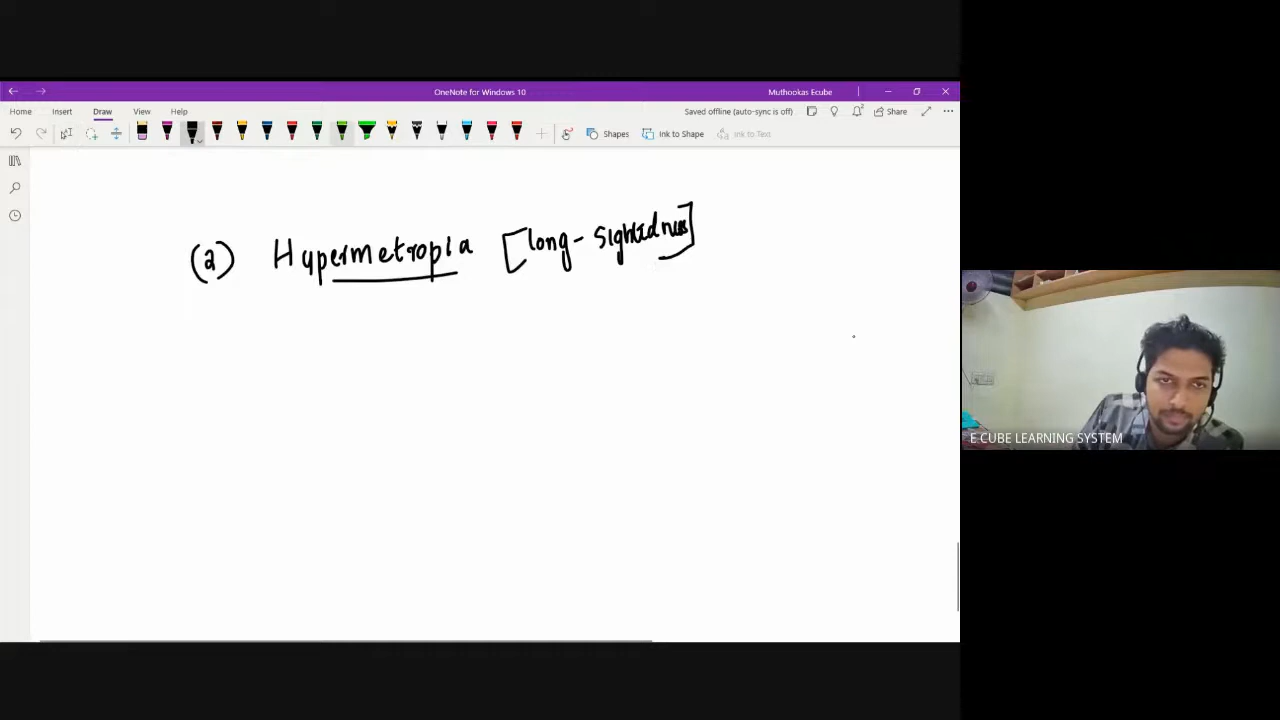 OneNote for Windows 10
Muthookas Ecube
Home Insert Draw View Help
Saved offline (auto-sync is off)
Share
Shapes
Ink to Shape
Ink to Text
(2) Hypermetropia [long-sightedness]
E CUBE LEARNING SYSTEM